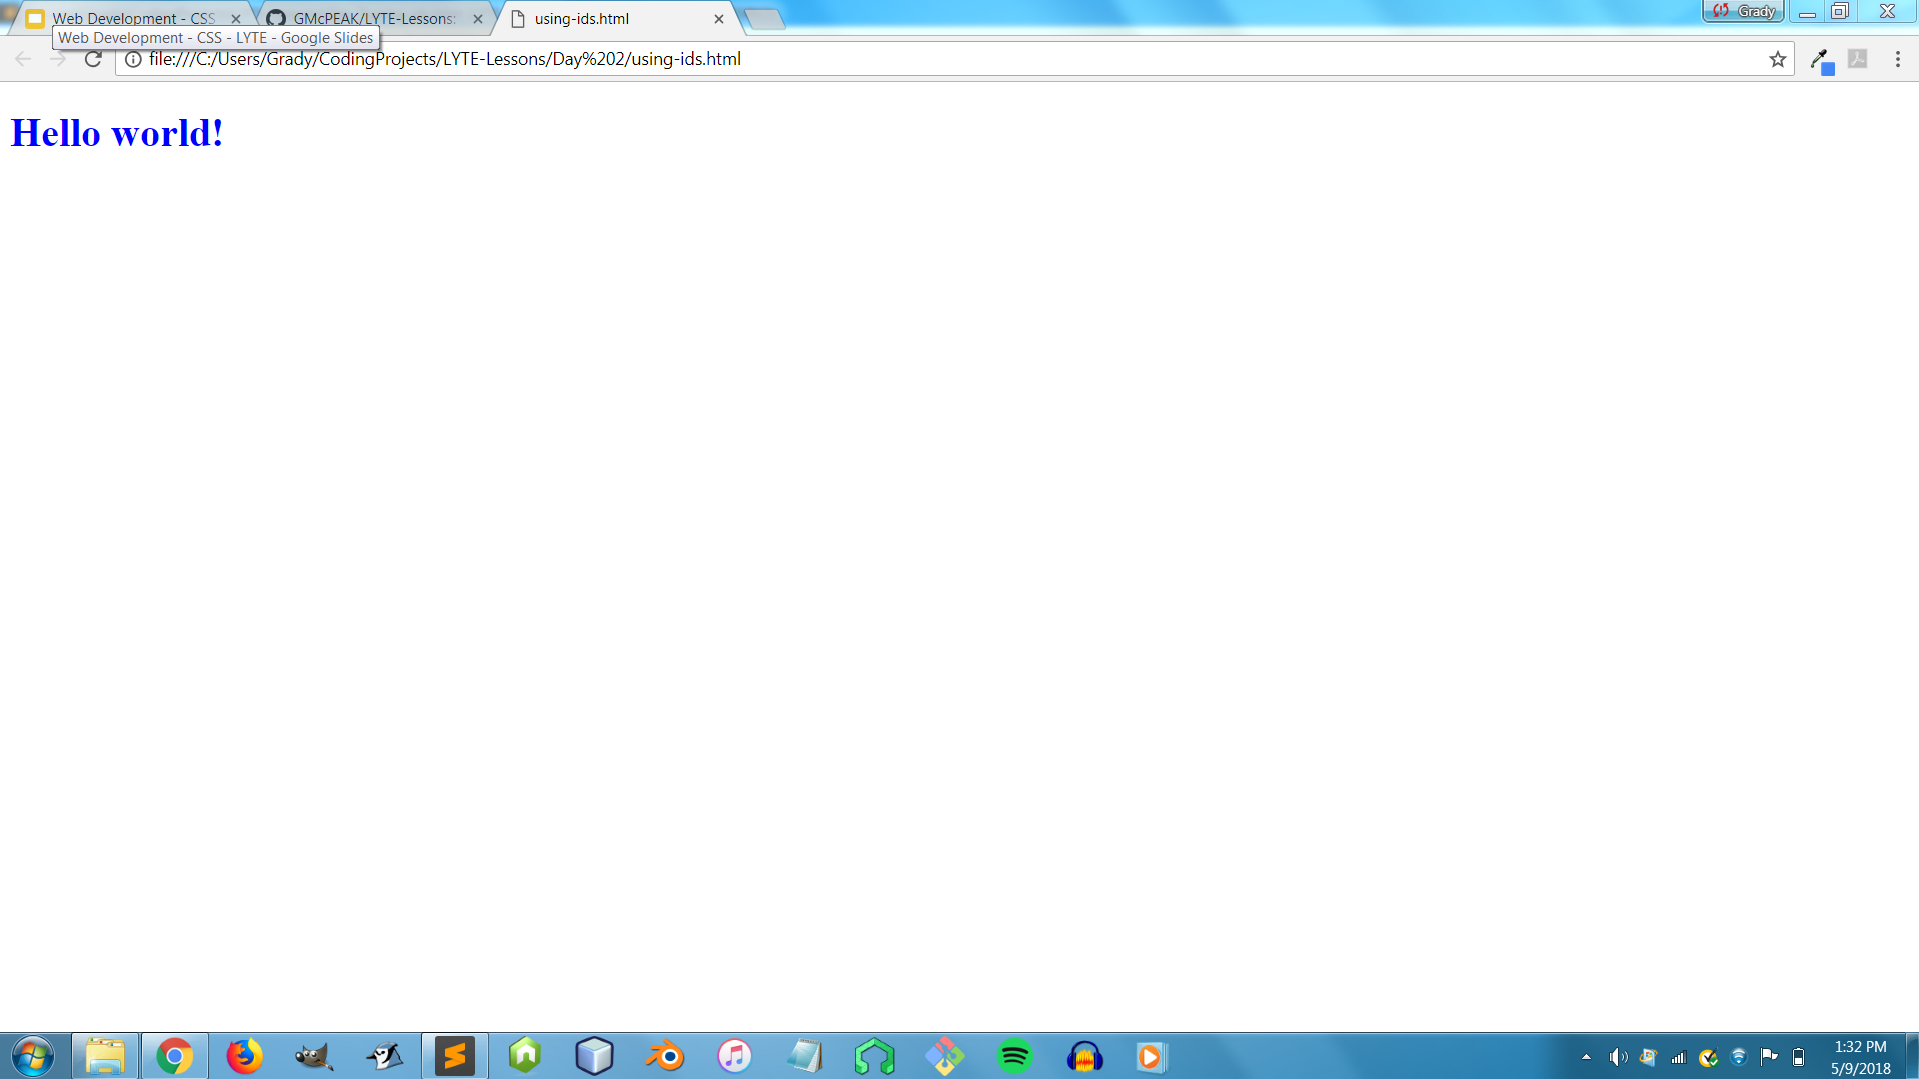 Web Development - CSS
GMcPEAK/LYTE-Lessons:
using-ids.html
Grady
Web Development - CSS - LYTE - Google Slides
file:///C:/Users/Grady/CodingProjects/LYTE-Lessons/Day%202/using-ids.html
Hello world!
1:32 PM
5/9/2018